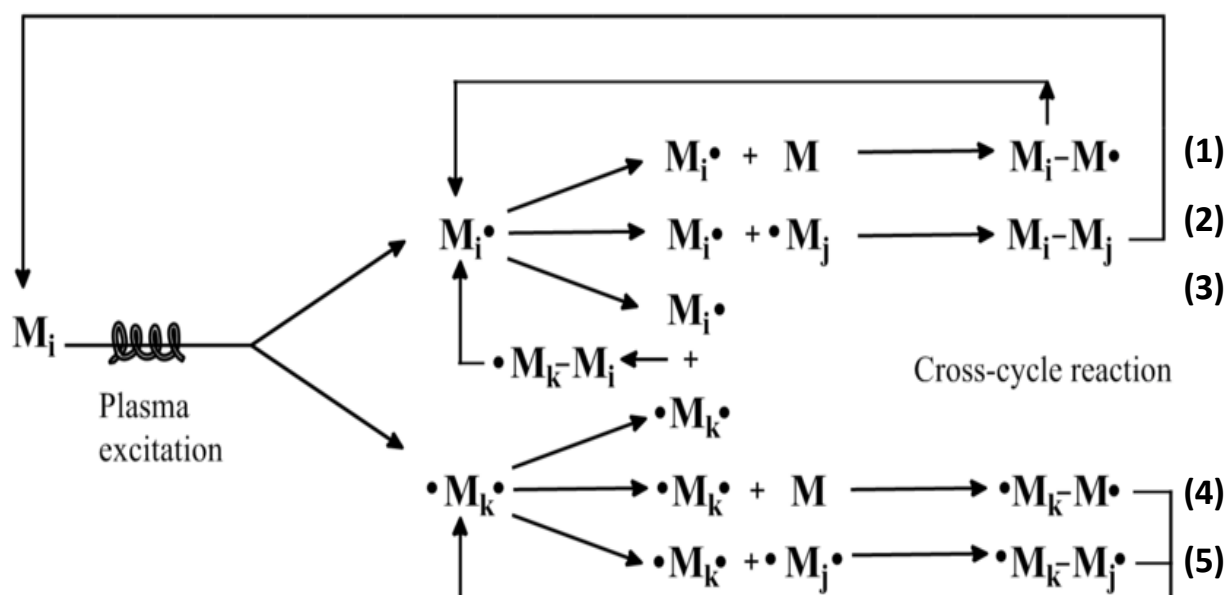 Mᵢ• + M Mᵢ–M• (1)
Mᵢ• Mᵢ• + •Mⱼ Mᵢ–Mⱼ (2)
Mᵢ• (3)
Mᵢ •Mₖ–Mᵢ +
Plasma Cross-cycle reaction
excitation •Mₖ•
•Mₖ• •Mₖ• + M •Mₖ–M• (4)
•Mₖ• + •Mⱼ• •Mₖ–Mⱼ• (5)